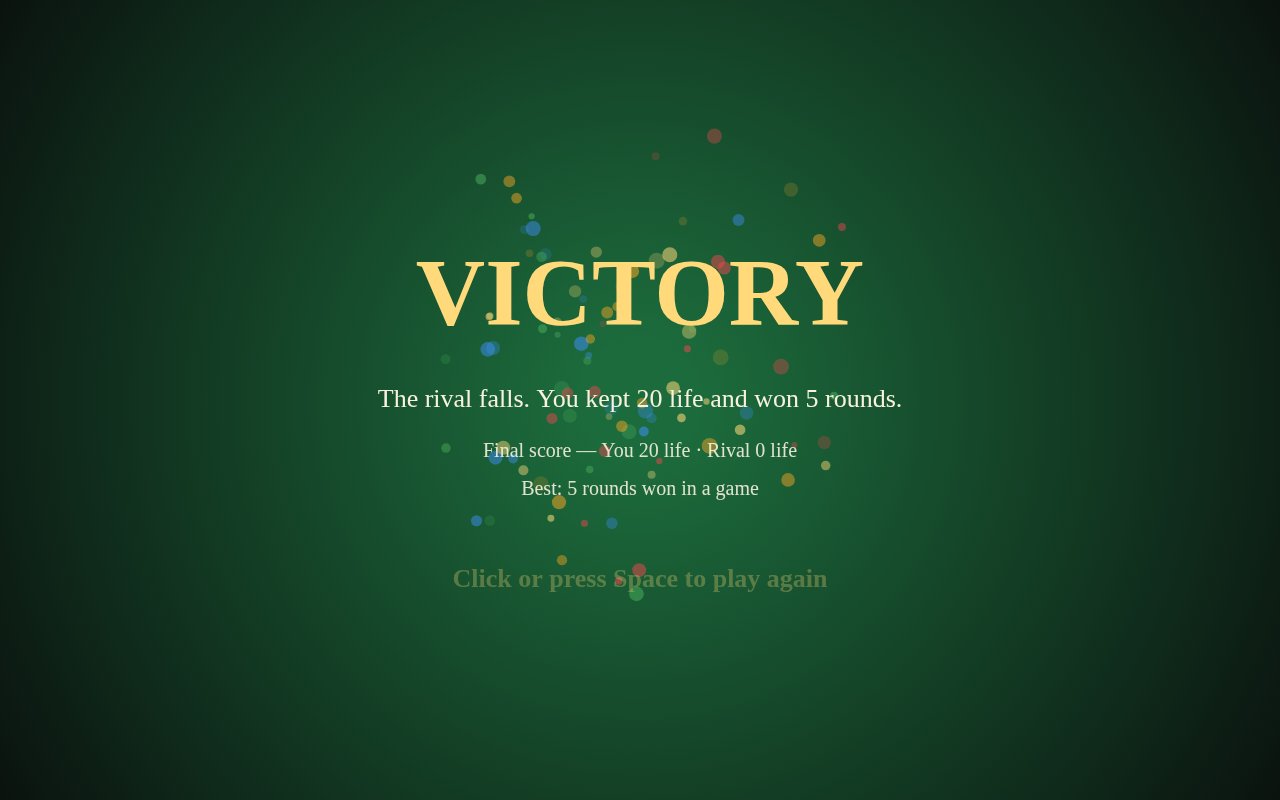 VICTORY
The rival falls. You kept 20 life and won 5 rounds.
Final score — You 20 life · Rival 0 life
Best: 5 rounds won in a game
Click or press Space to play again